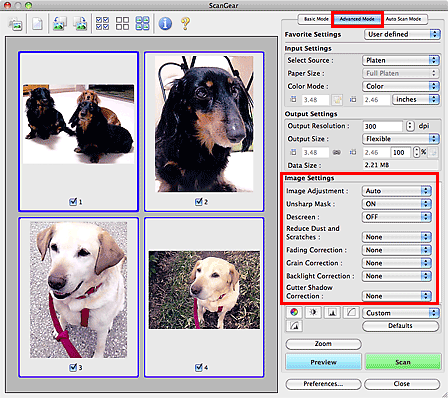 ScanGear
Basic Mode Advanced Mode Auto Scan Mode
Favorite Settings User defined
Input Settings
Select Source : Platen
Paper Size : Full Platen
Color Mode : Color
3.48 2.46 inches
Output Settings
Output Resolution : 300 dpi
Output Size : Flexible
3.48 2.46 100 %
Data Size : 2.21 MB
Image Settings
Image Adjustment : Auto
Unsharp Mask : ON
Descreen : OFF
Reduce Dust and
Scratches : None
Fading Correction : None
Grain Correction : None
Backlight Correction : None
Gutter Shadow
Correction : None
Custom
Defaults
Zoom
Preview Scan
Preferences... Close
1
2
3
4